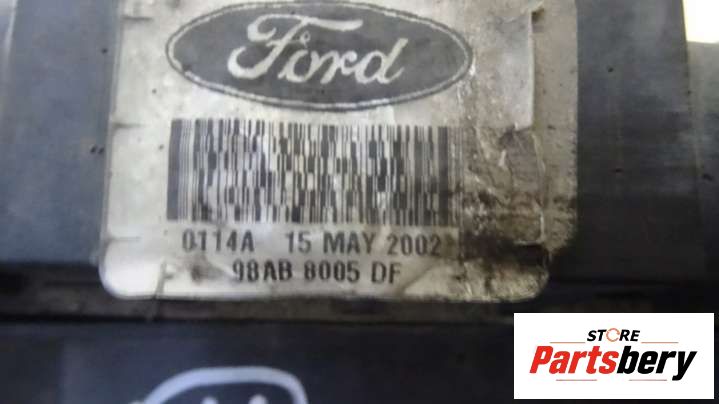 Ford
0114A 15 MAY 2002
98AB 8005 DF
STORE
Partsbery